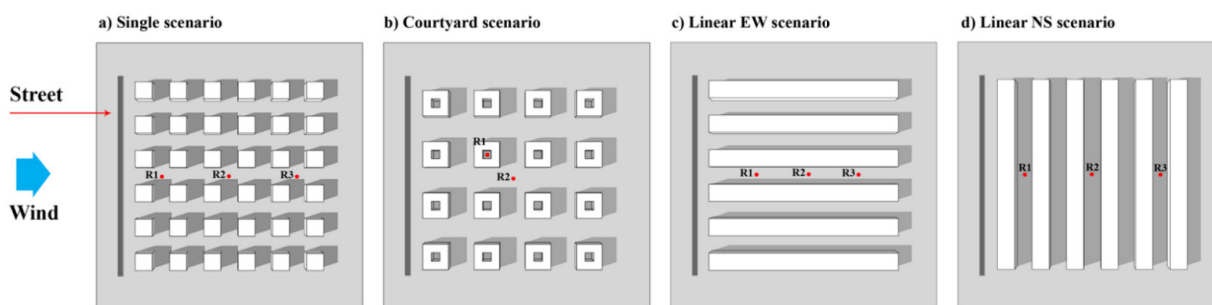 a) Single scenario
b) Courtyard scenario
c) Linear EW scenario
d) Linear NS scenario
Street
Wind
R1 R2 R3
R1
R2
R1 R2 R3
R1 R2 R3